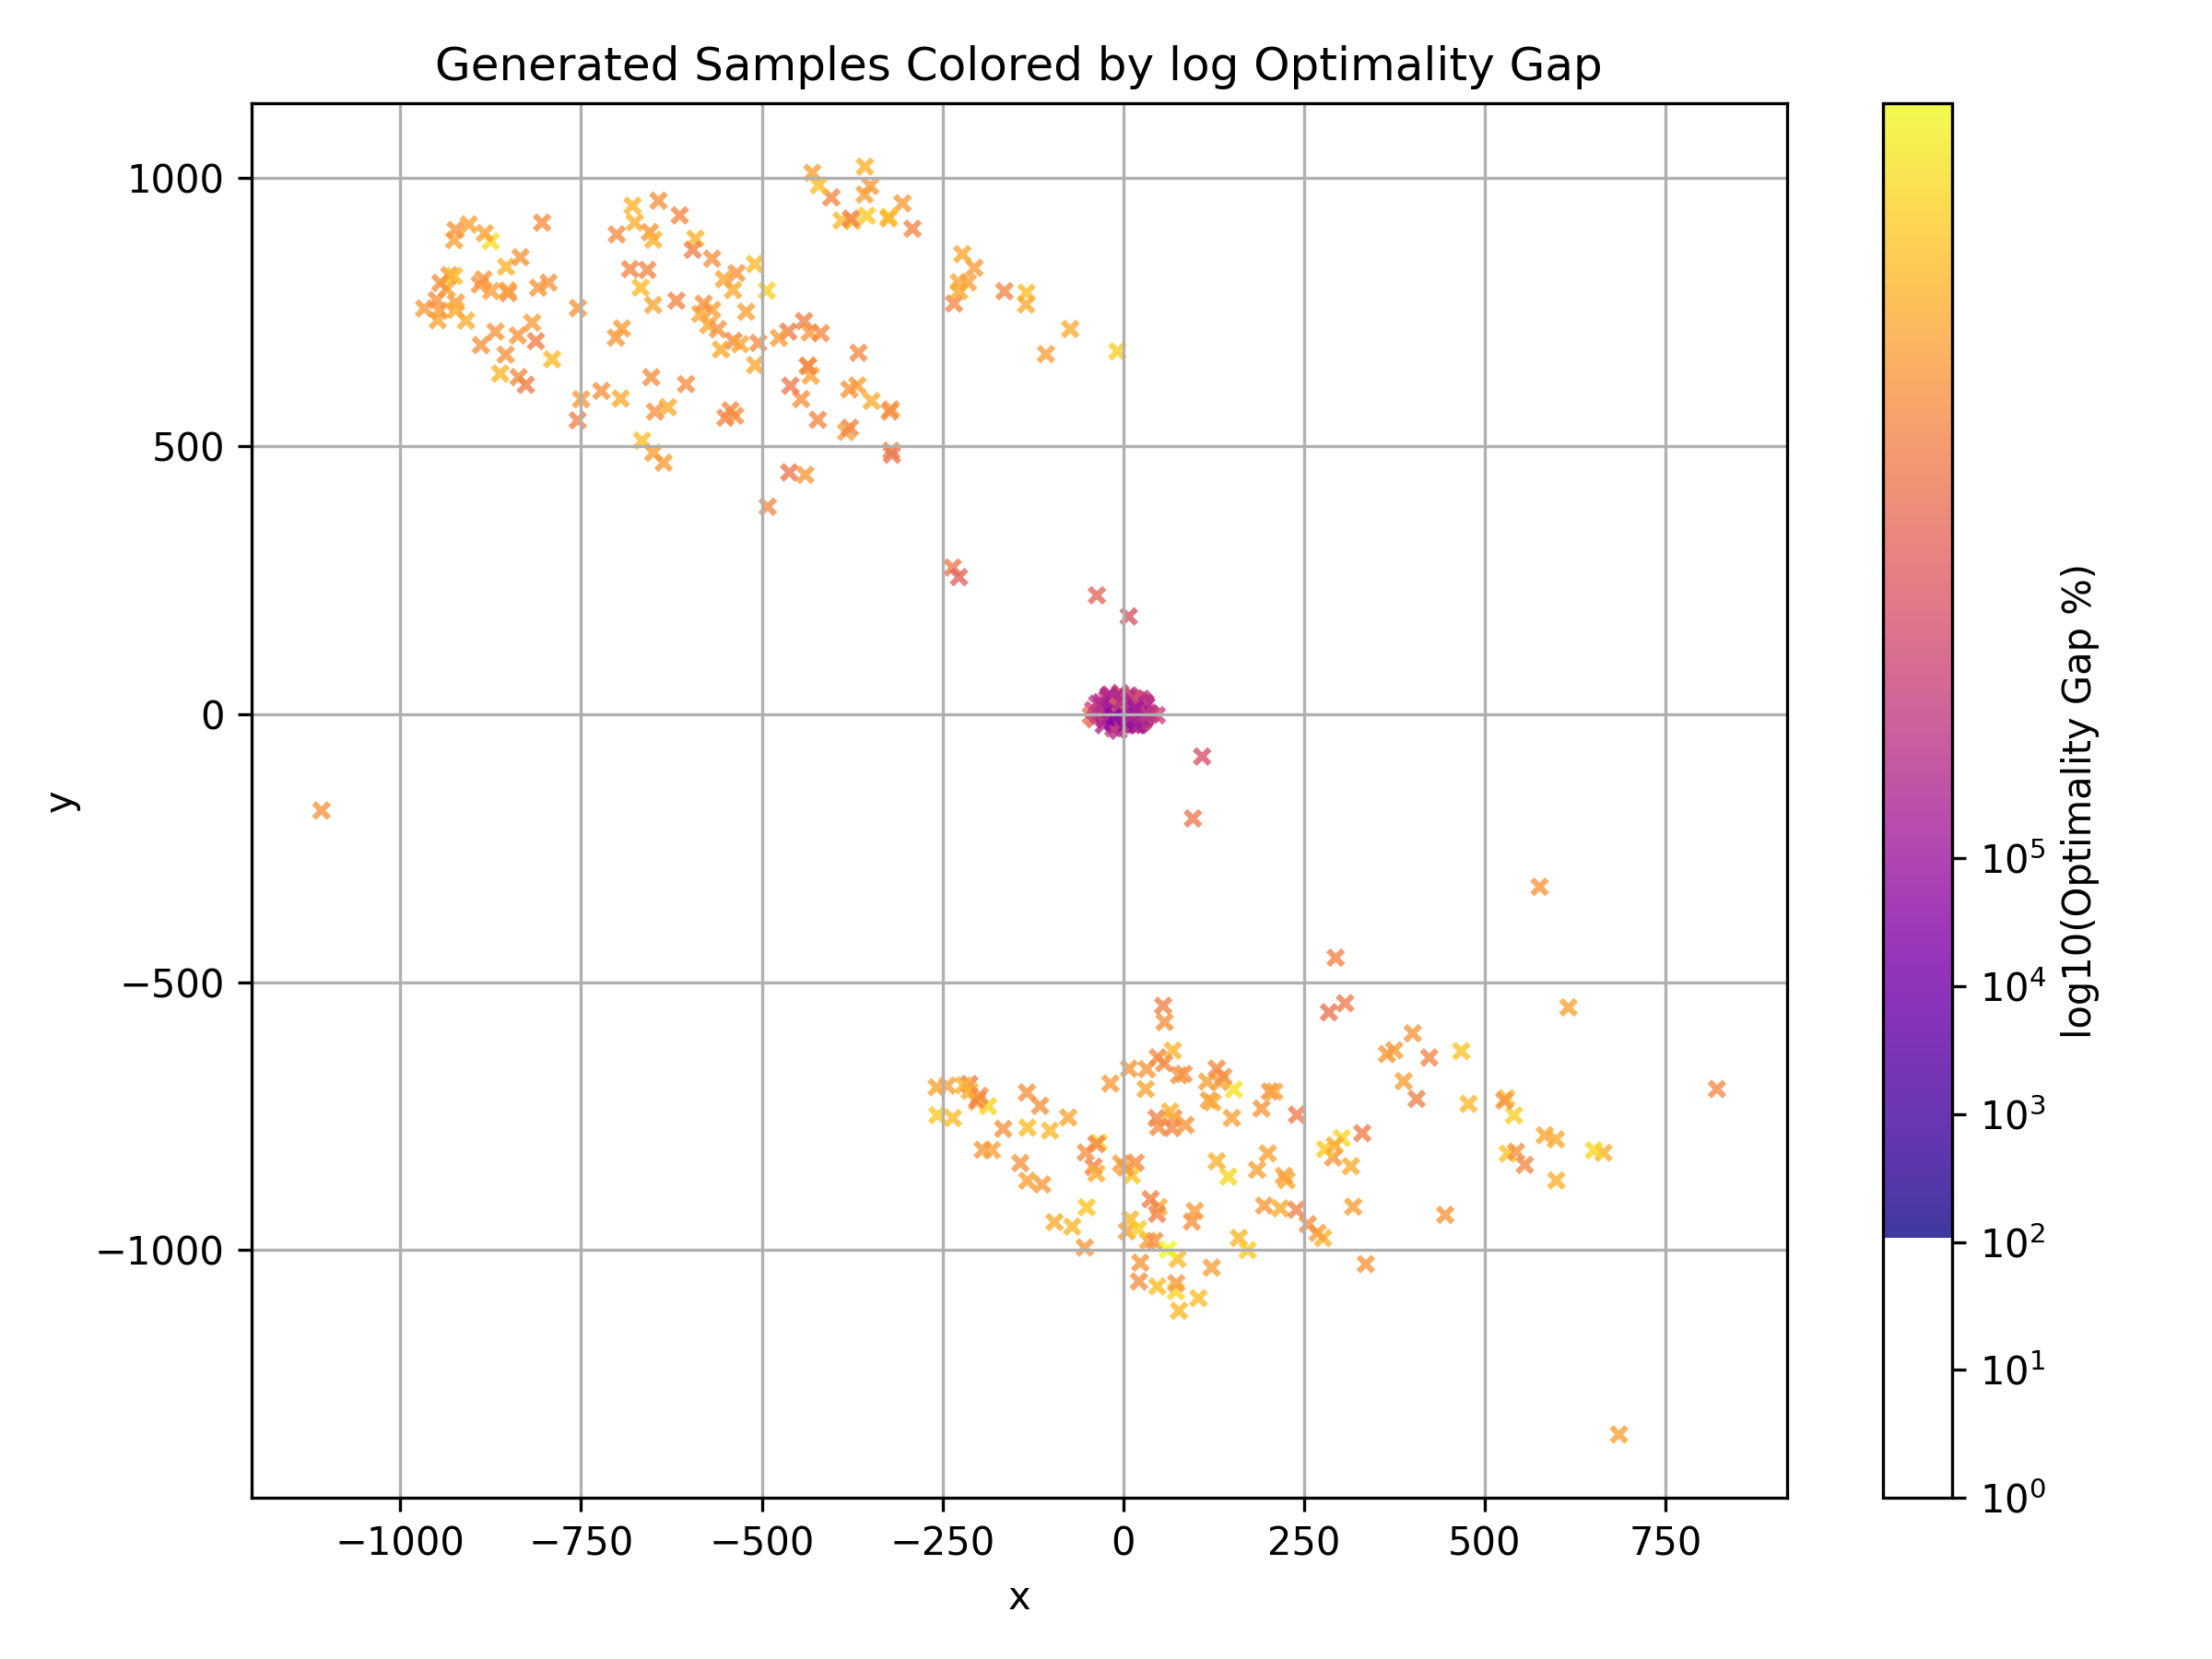 Generated Samples Colored by log Optimality Gap
1000
500
0
−500
−1000
y
−1000 −750 −500 −250 0 250 500 750
x
10⁵
10⁴
10³
10²
10¹
10⁰
log10(Optimality Gap %)